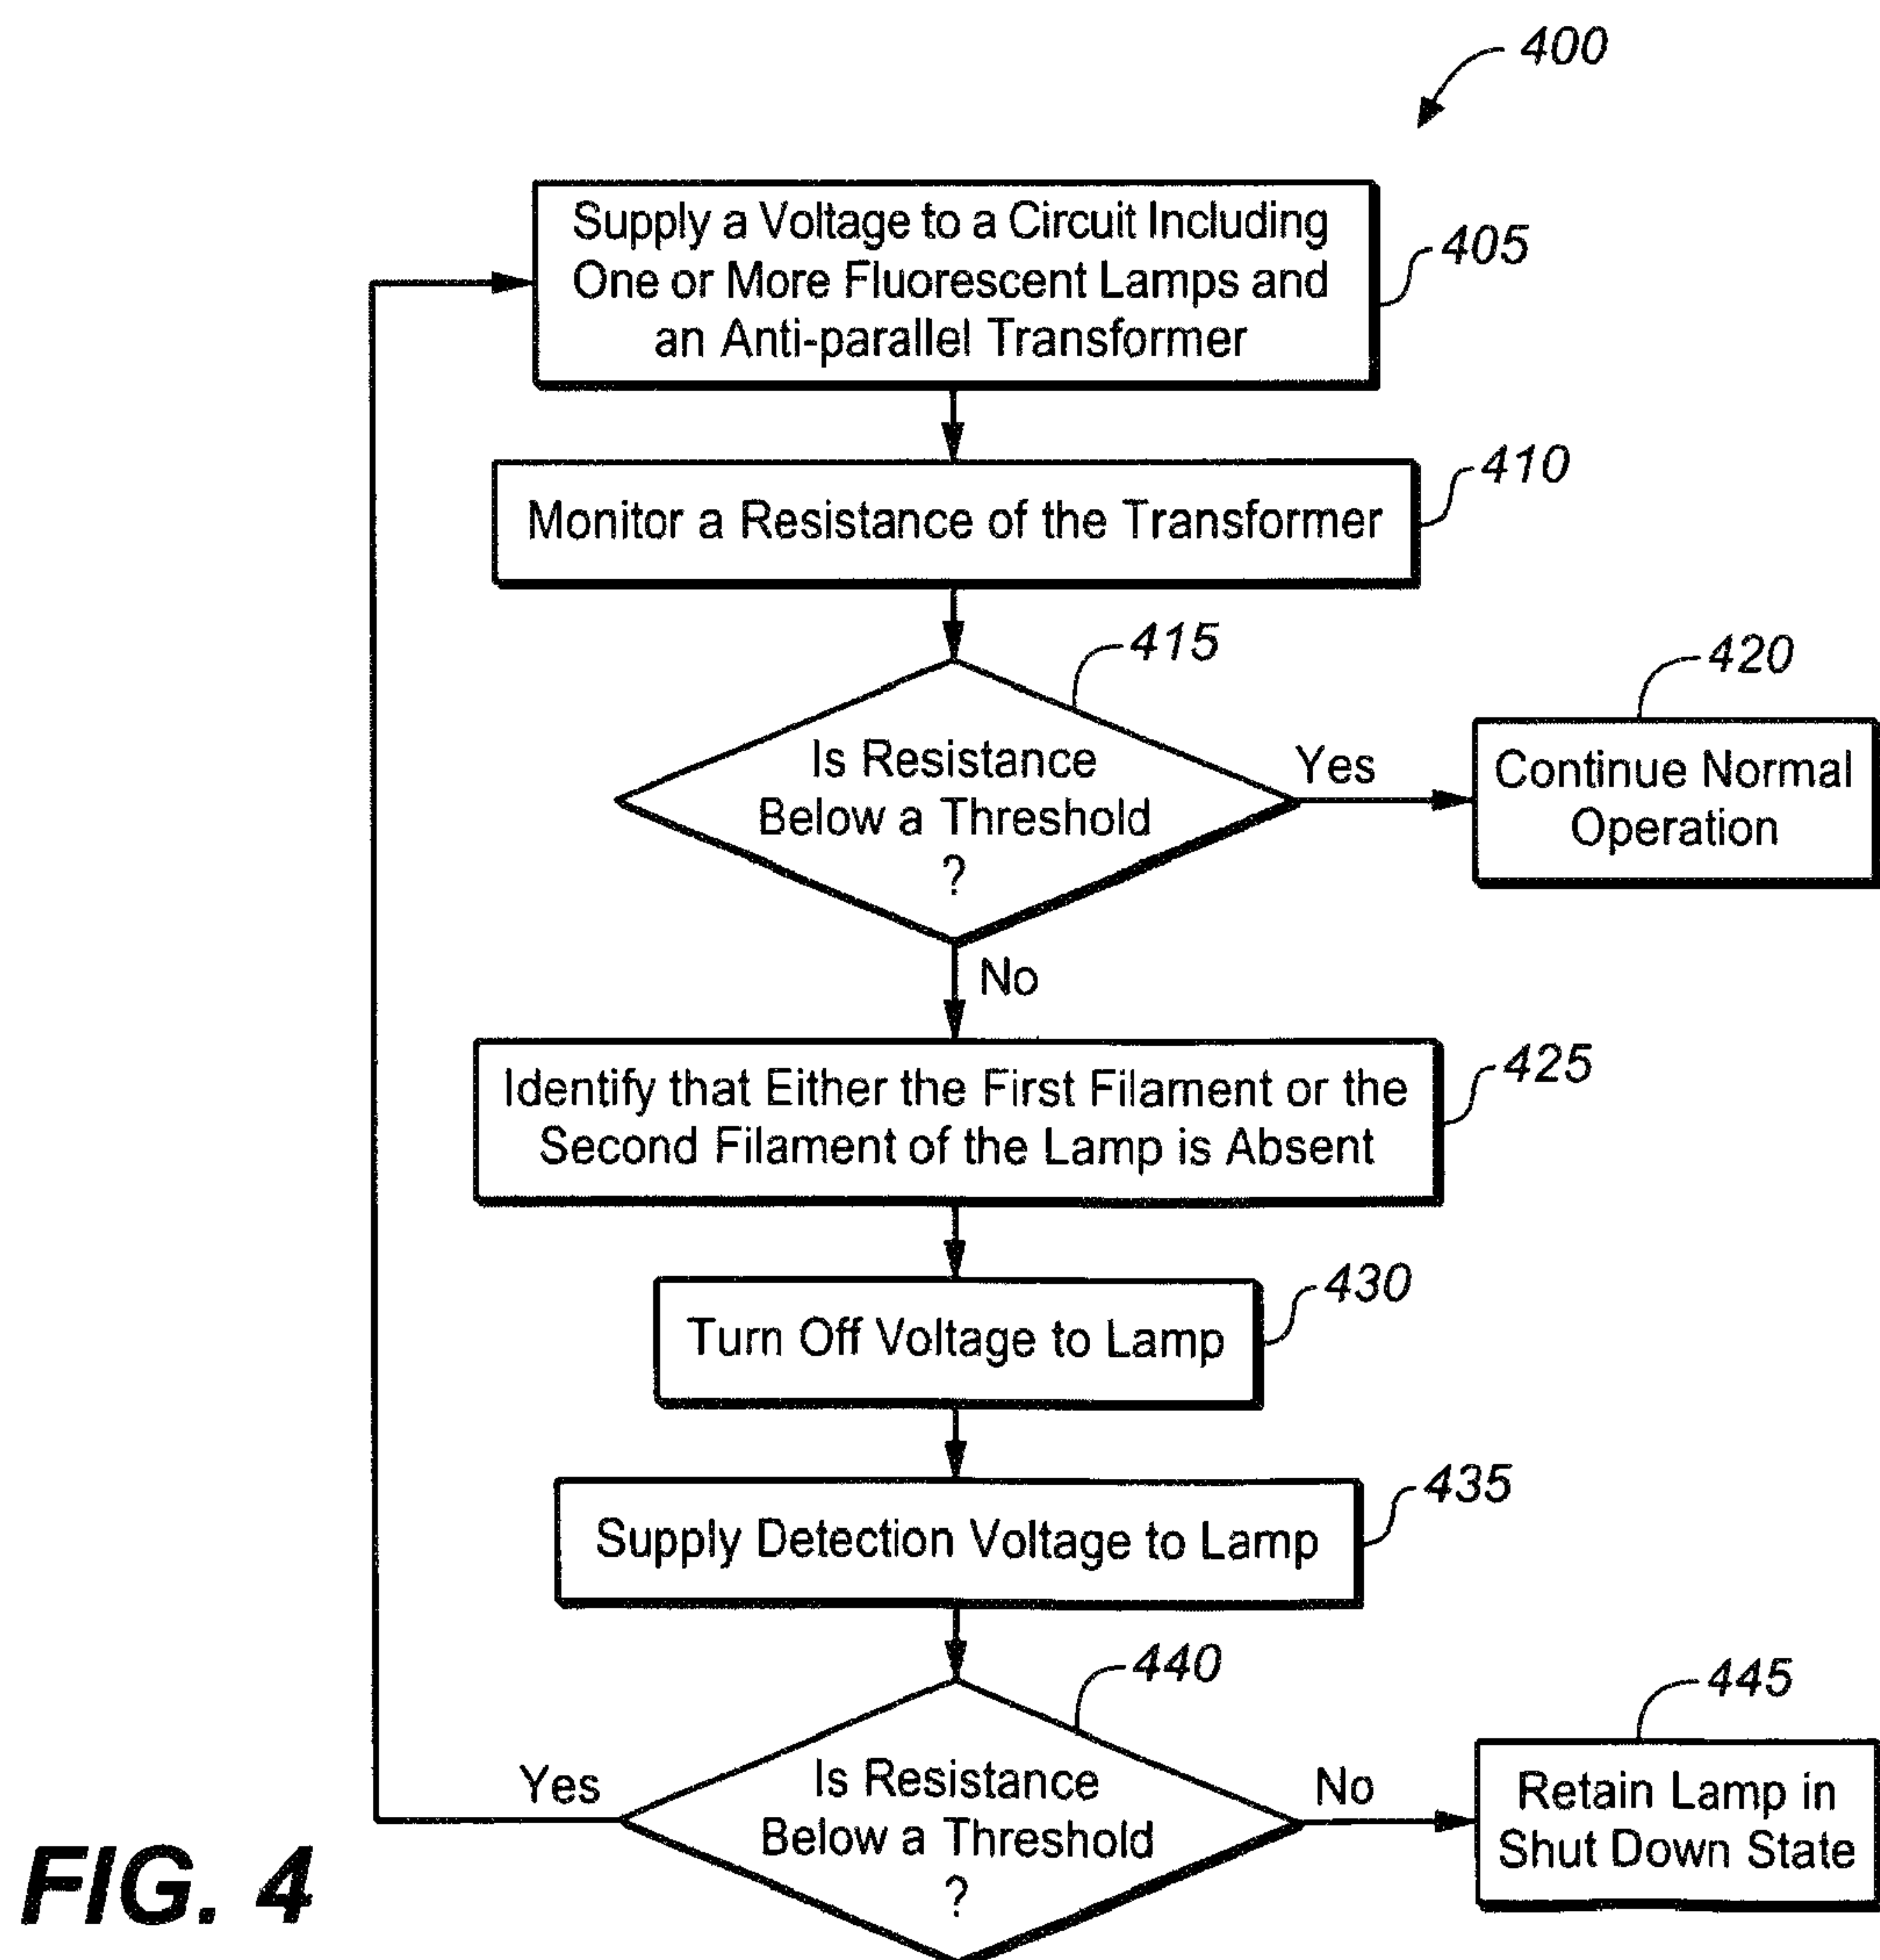 400
Supply a Voltage to a Circuit Including
One or More Fluorescent Lamps and
an Anti-parallel Transformer
405
Monitor a Resistance of the Transformer
410
415
Is Resistance
Below a Threshold
?
Yes
420
Continue Normal
Operation
No
Identify that Either the First Filament or the
Second Filament of the Lamp is Absent
425
Turn Off Voltage to Lamp
430
Supply Detection Voltage to Lamp
435
440
Is Resistance
Below a Threshold
?
Yes
No
445
Retain Lamp in
Shut Down State
FIG. 4